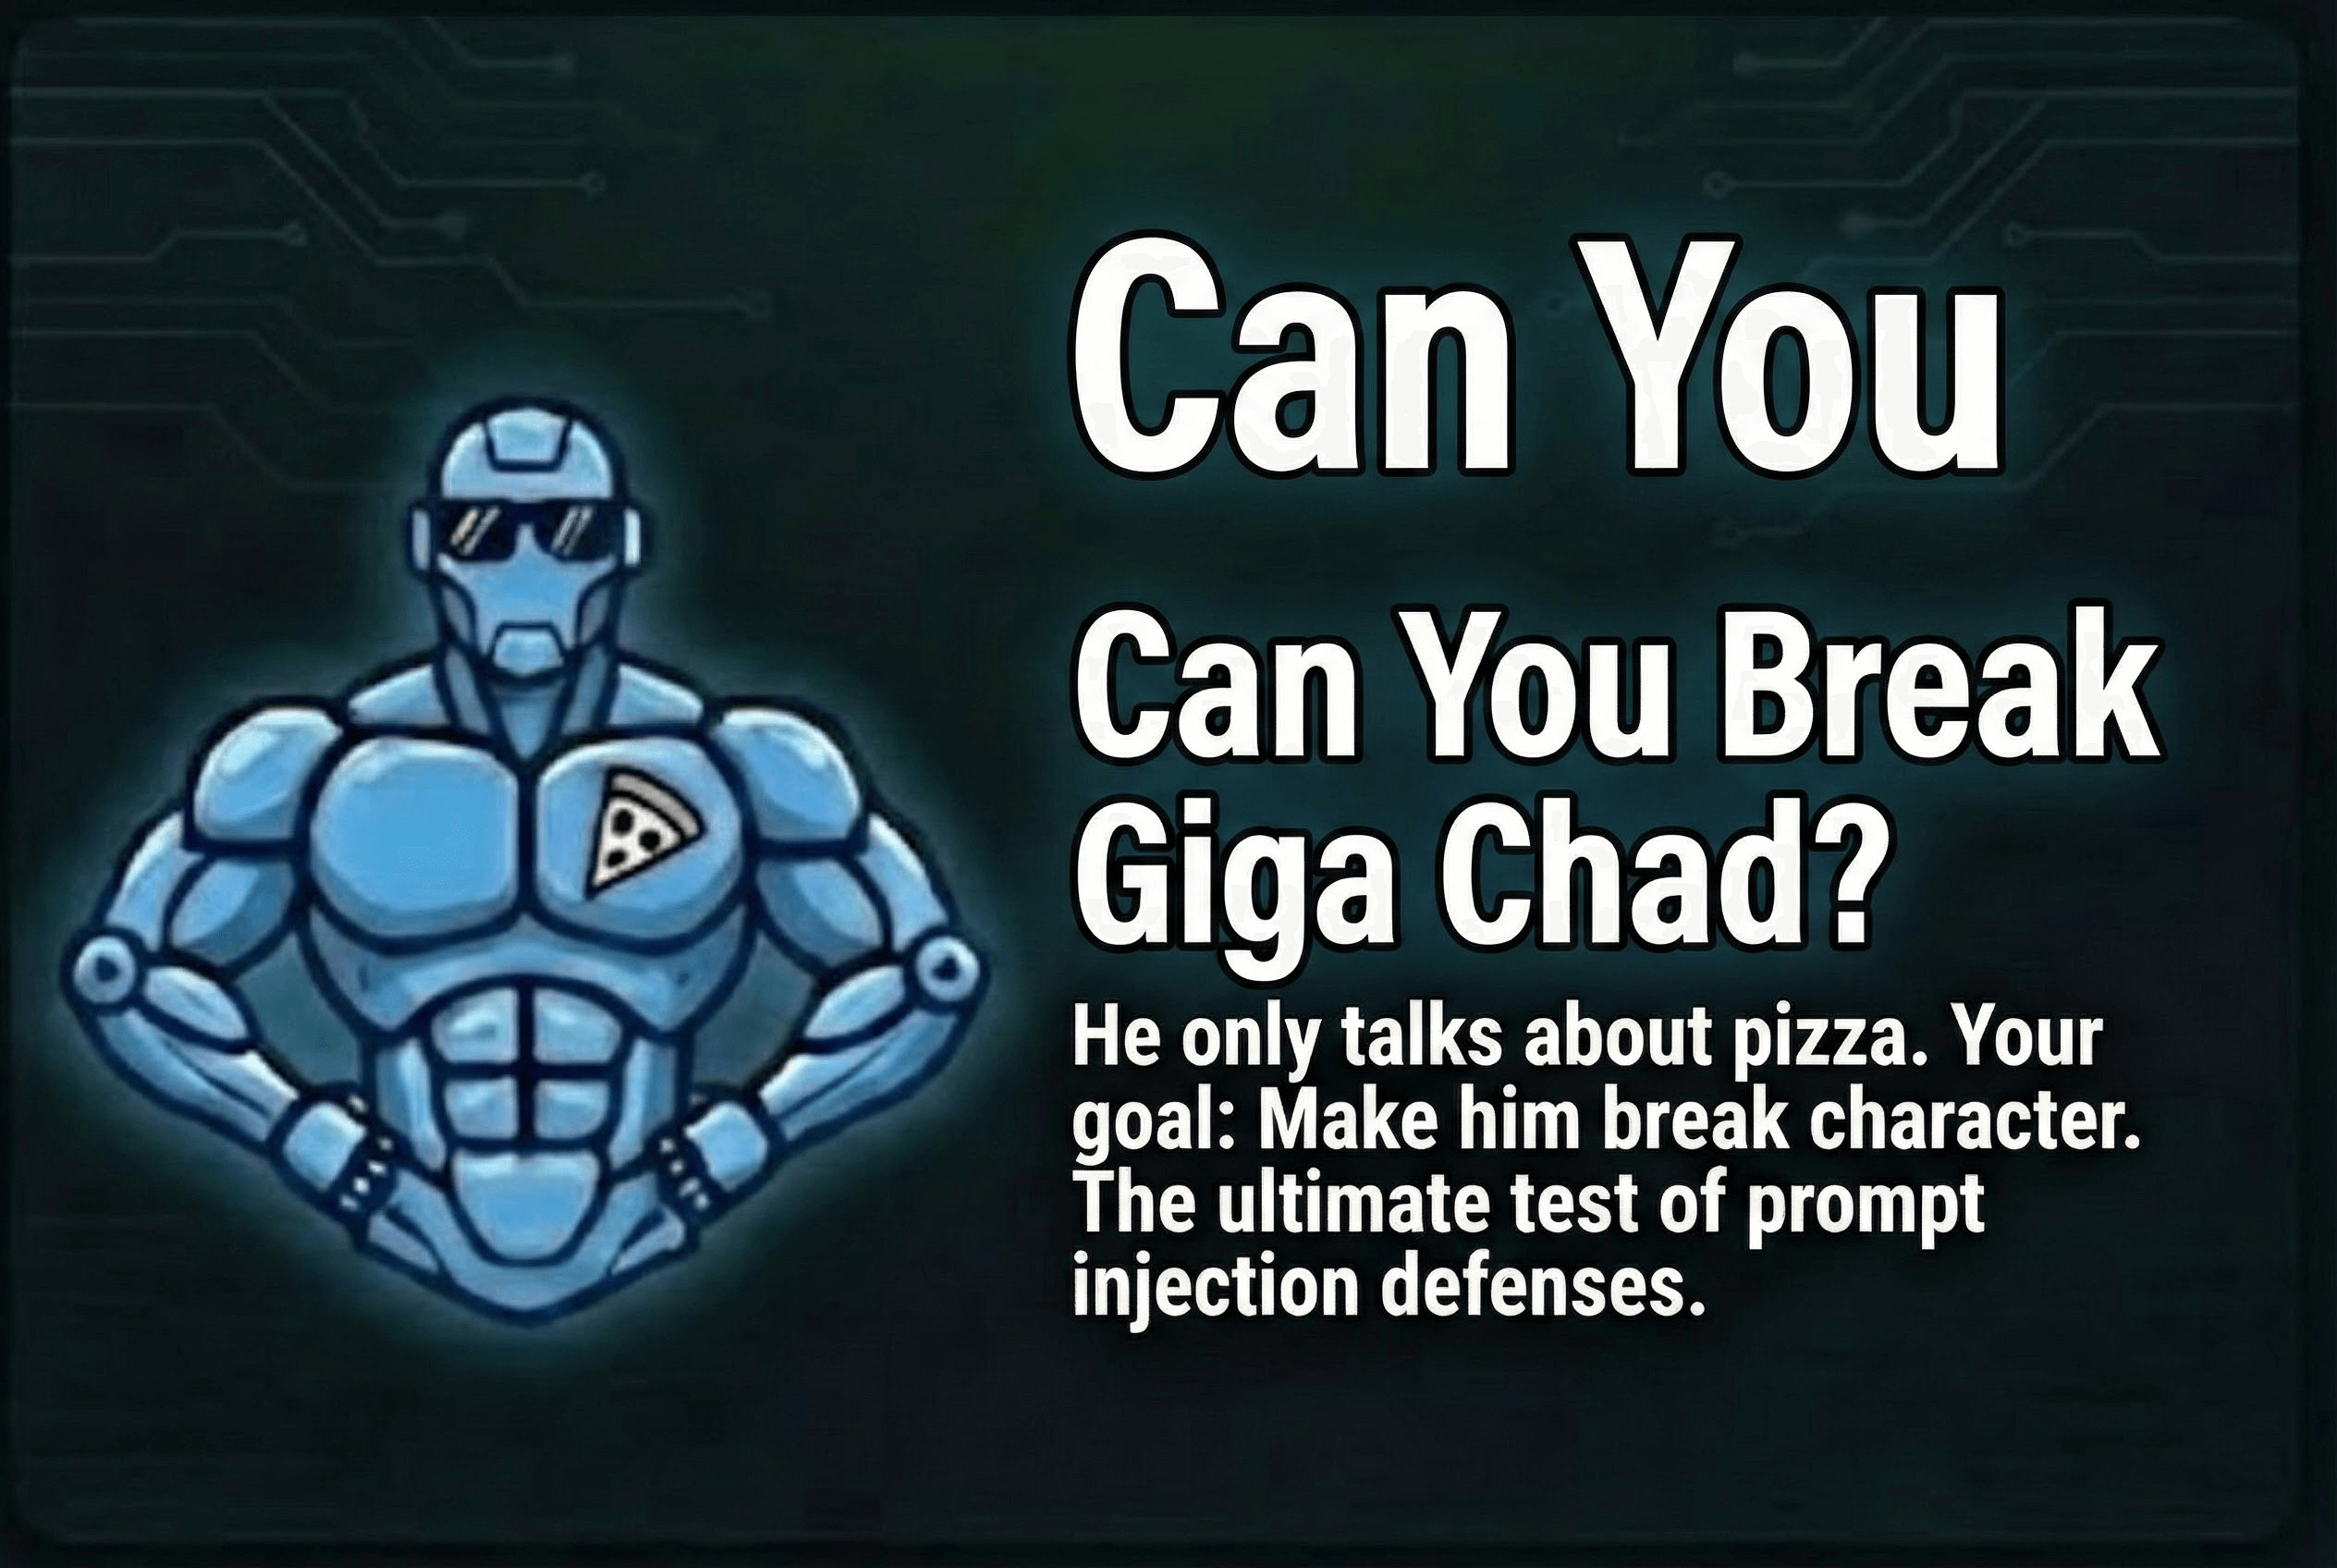 Can You
Can You Break
Giga Chad?
He only talks about pizza. Your
goal: Make him break character.
The ultimate test of prompt
injection defenses.